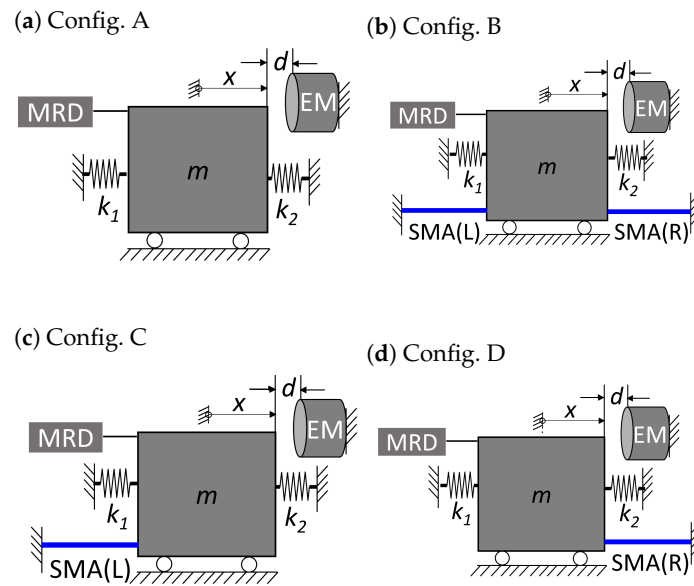 (a) Config. A
x
d
EM
MRD
m
k₁
k₂
(b) Config. B
x
d
EM
MRD
m
k₁
k₂
SMA(L)
SMA(R)
(c) Config. C
x
d
EM
MRD
m
k₁
k₂
SMA(L)
(d) Config. D
x
d
EM
MRD
m
k₁
k₂
SMA(R)